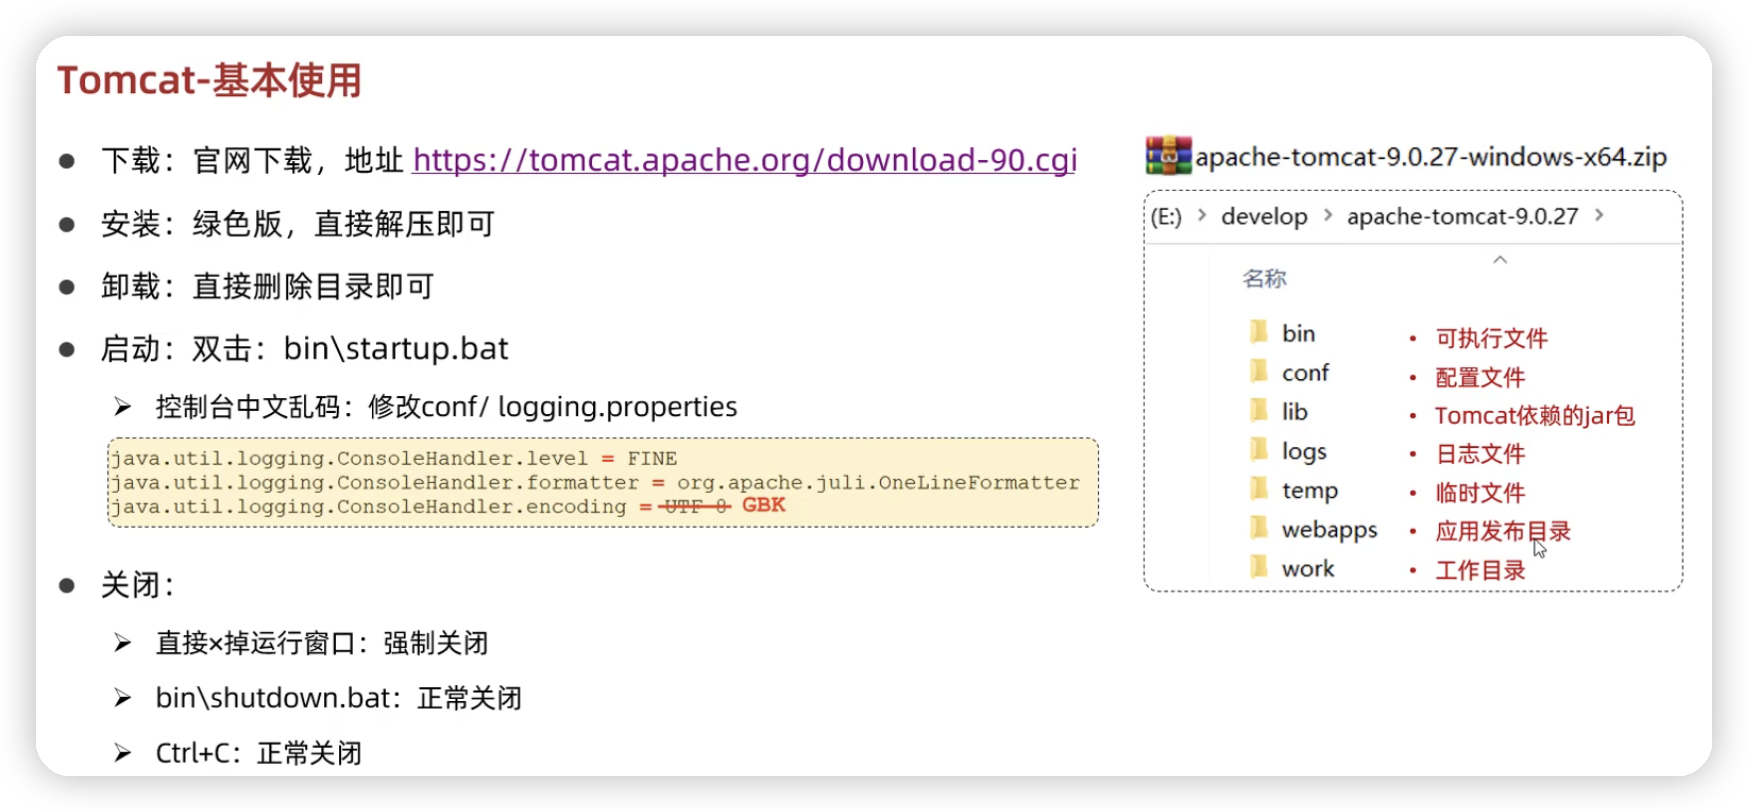 Tomcat-基本使用
下载：官网下载，地址 https://tomcat.apache.org/download-90.cgi
安装：绿色版，直接解压即可
卸载：直接删除目录即可
启动：双击：bin\startup.bat
控制台中文乱码：修改conf/ logging.properties
java.util.logging.ConsoleHandler.level = FINE
java.util.logging.ConsoleHandler.formatter = org.apache.juli.OneLineFormatter
java.util.logging.ConsoleHandler.encoding = UTF-8 GBK
关闭：
直接×掉运行窗口：强制关闭
bin\shutdown.bat：正常关闭
Ctrl+C：正常关闭
apache-tomcat-9.0.27-windows-x64.zip
(E:) > develop > apache-tomcat-9.0.27 >
名称
bin • 可执行文件
conf • 配置文件
lib • Tomcat依赖的jar包
logs • 日志文件
temp • 临时文件
webapps • 应用发布目录
work • 工作目录